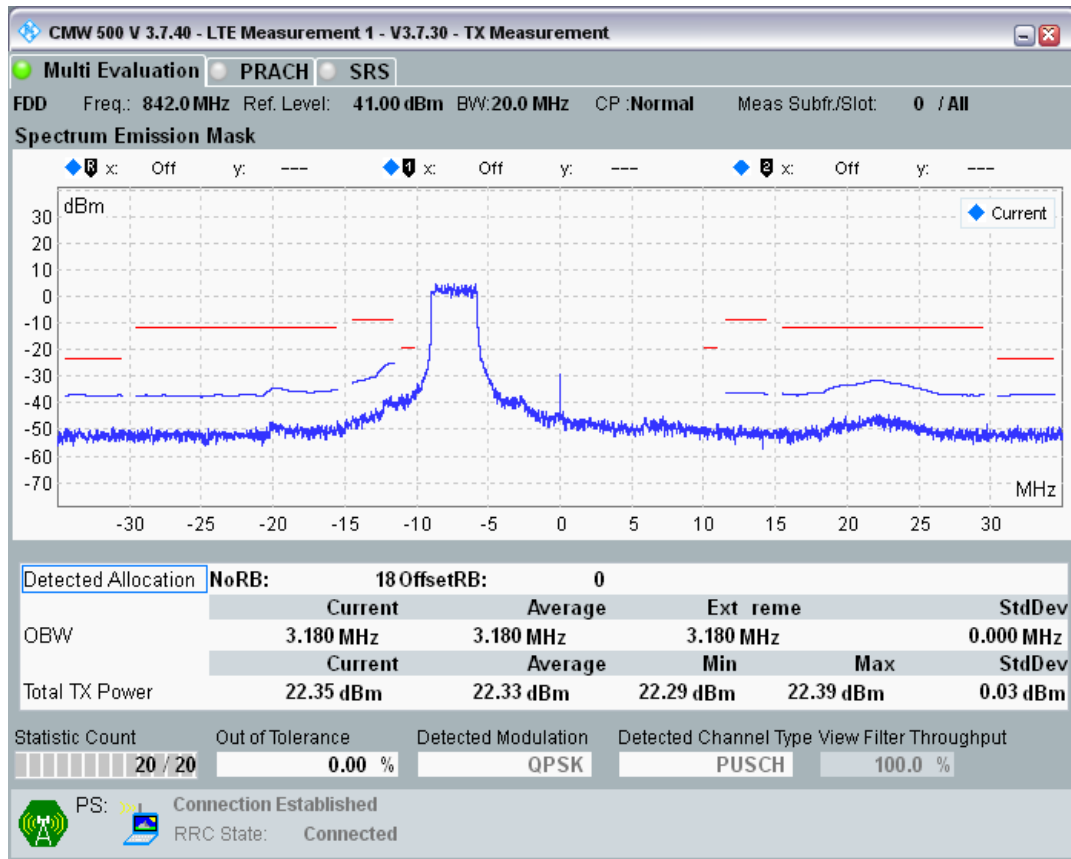 CMW 500 V 3.7.40 - LTE Measurement 1 - V3.7.30 - TX Measurement
Multi Evaluation PRACH SRS
FDD Freq.: 842.0 MHz Ref. Level: 41.00 dBm BW:20.0 MHz CP :Normal Meas Subfr./Slot: 0 / All
Spectrum Emission Mask
R x: Off y: --- 1 x: Off y: --- 2 x: Off y: ---
dBm
Current
30
20
10
0
-10
-20
-30
-40
-50
-60
-70
MHz
-30 -25 -20 -15 -10 -5 0 5 10 15 20 25 30
Detected Allocation NoRB: 18 OffsetRB: 0
Current Average Ext reme StdDev
OBW 3.180 MHz 3.180 MHz 3.180 MHz 0.000 MHz
Current Average Min Max StdDev
Total TX Power 22.35 dBm 22.33 dBm 22.29 dBm 22.39 dBm 0.03 dBm
Statistic Count Out of Tolerance Detected Modulation Detected Channel Type View Filter Throughput
20 / 20 0.00 % QPSK PUSCH 100.0 %
PS: Connection Established
RRC State: Connected